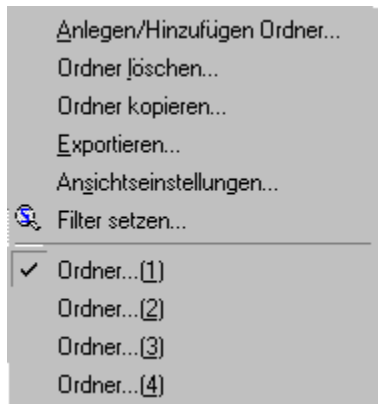 Anlegen/Hinzufügen Ordner...
Ordner löschen...
Ordner kopieren...
Exportieren...
Ansichtseinstellungen...
Filter setzen...
Ordner...(1)
Ordner...(2)
Ordner...(3)
Ordner...(4)